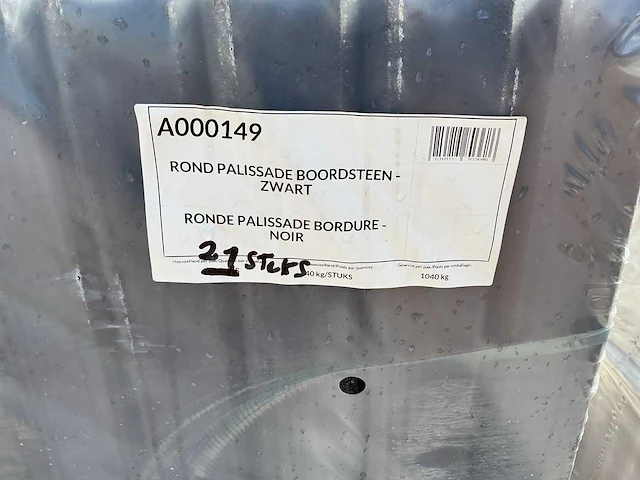 A000149
ROND PALISSADE BOORDSTEEN -
ZWART
RONDE PALISSADE BORDURE -
NOIR
21 STUKS
40 kg/STUKS
1040 kg